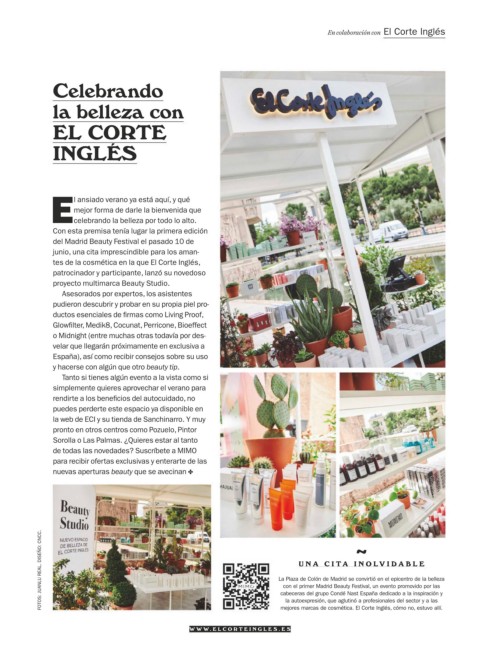 En colaboración con El Corte Inglés
Celebrando
la belleza con
EL CORTE
INGLÉS
El ansiado verano ya está aquí, y qué
mejor forma de darle la bienvenida que
celebrando la belleza por todo lo alto.
Con esta premisa tenía lugar la primera edición
del Madrid Beauty Festival el pasado 10 de
junio, una cita imprescindible para los aman-
tes de la cosmética en la que El Corte Inglés,
patrocinador y participante, lanzó su novedoso
proyecto multimarca Beauty Studio.
Asesorados por expertos, los asistentes
pudieron descubrir y probar en su propia piel pro-
ductos esenciales de firmas como Living Proof,
Glowfilter, Medik8, Cocunat, Perricone, Bioeffect
o Midnight (entre muchas otras todavía por des-
velar que llegarán próximamente en exclusiva a
España), así como recibir consejos sobre su uso
y hacerse con algún que otro beauty tip.
Tanto si tienes algún evento a la vista como si
simplemente quieres aprovechar el verano para
rendirte a los beneficios del autocuidado, no
puedes perderte este espacio ya disponible en
la web de ECI y su tienda de Sanchinarro. Y muy
pronto en otros centros como Pozuelo, Pintor
Sorolla o Las Palmas. ¿Quieres estar al tanto
de todas las novedades? Suscríbete a MIMO
para recibir ofertas exclusivas y enterarte de las
nuevas aperturas beauty que se avecinan
El Corte Inglés
Beauty
Studio
NUEVO ESPACIO
DE BELLEZA DE
EL CORTE INGLÉS
FOTOS: JUANLU REAL. DISEÑO: CNCC.
~
UNA CITA INOLVIDABLE
La Plaza de Colón de Madrid se convirtió en el epicentro de la belleza
con el primer Madrid Beauty Festival, un evento promovido por las
cabeceras del grupo Condé Nast España dedicado a la inspiración y
la autoexpresión, que aglutinó a profesionales del sector y a las
mejores marcas de cosmética. El Corte Inglés, cómo no, estuvo allí.
WWW.ELCORTEINGLES.ES